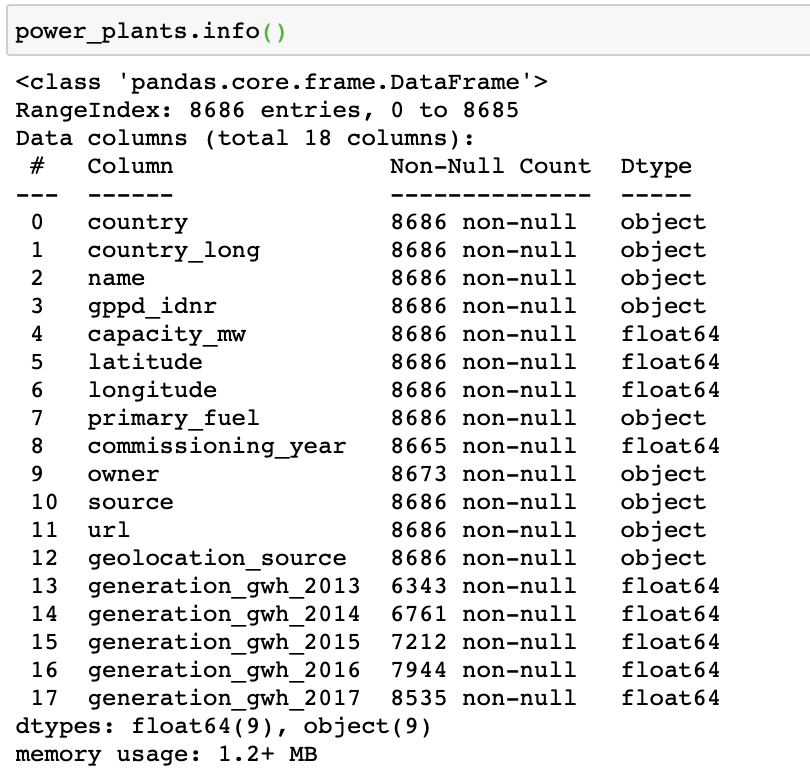 power_plants.info()
<class 'pandas.core.frame.DataFrame'>
RangeIndex: 8686 entries, 0 to 8685
Data columns (total 18 columns):
 #   Column               Non-Null Count  Dtype
---  ------               --------------  -----
 0   country              8686 non-null   object
 1   country_long         8686 non-null   object
 2   name                 8686 non-null   object
 3   gppd_idnr            8686 non-null   object
 4   capacity_mw          8686 non-null   float64
 5   latitude             8686 non-null   float64
 6   longitude            8686 non-null   float64
 7   primary_fuel         8686 non-null   object
 8   commissioning_year   8665 non-null   float64
 9   owner                8673 non-null   object
 10  source               8686 non-null   object
 11  url                  8686 non-null   object
 12  geolocation_source   8686 non-null   object
 13  generation_gwh_2013  6343 non-null   float64
 14  generation_gwh_2014  6761 non-null   float64
 15  generation_gwh_2015  7212 non-null   float64
 16  generation_gwh_2016  7944 non-null   float64
 17  generation_gwh_2017  8535 non-null   float64
dtypes: float64(9), object(9)
memory usage: 1.2+ MB